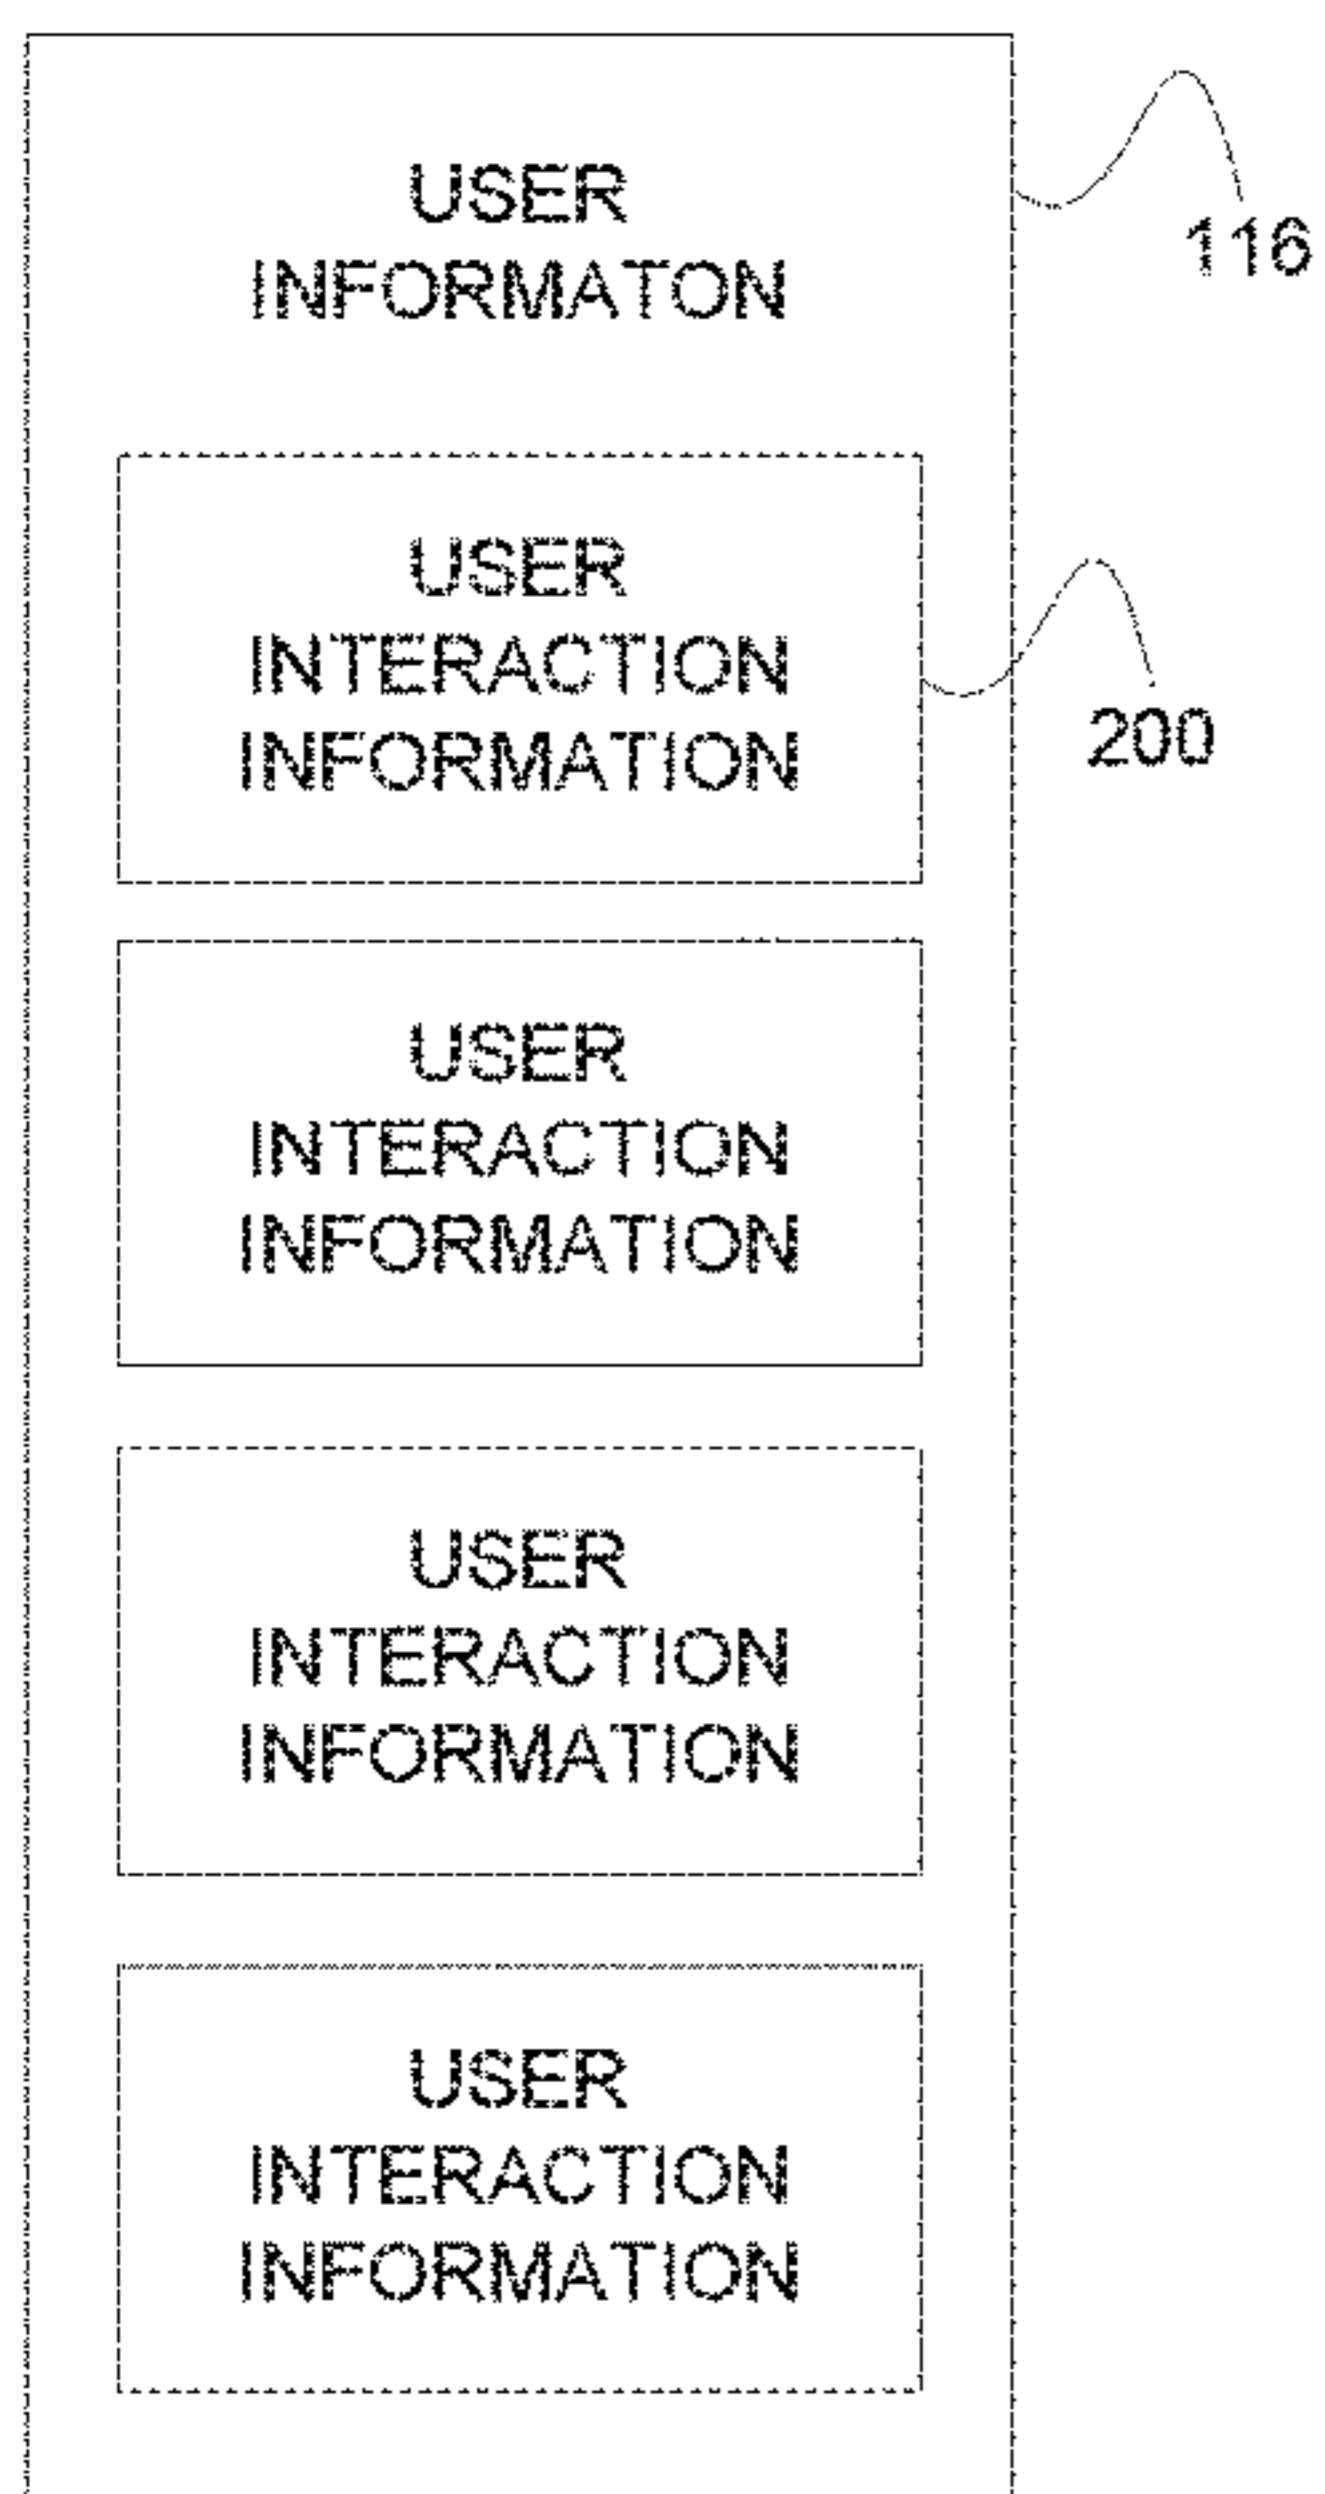 USER
INFORMATON
116
USER
INTERACTION
INFORMATION
200
USER
INTERACTION
INFORMATION
USER
INTERACTION
INFORMATION
USER
INTERACTION
INFORMATION